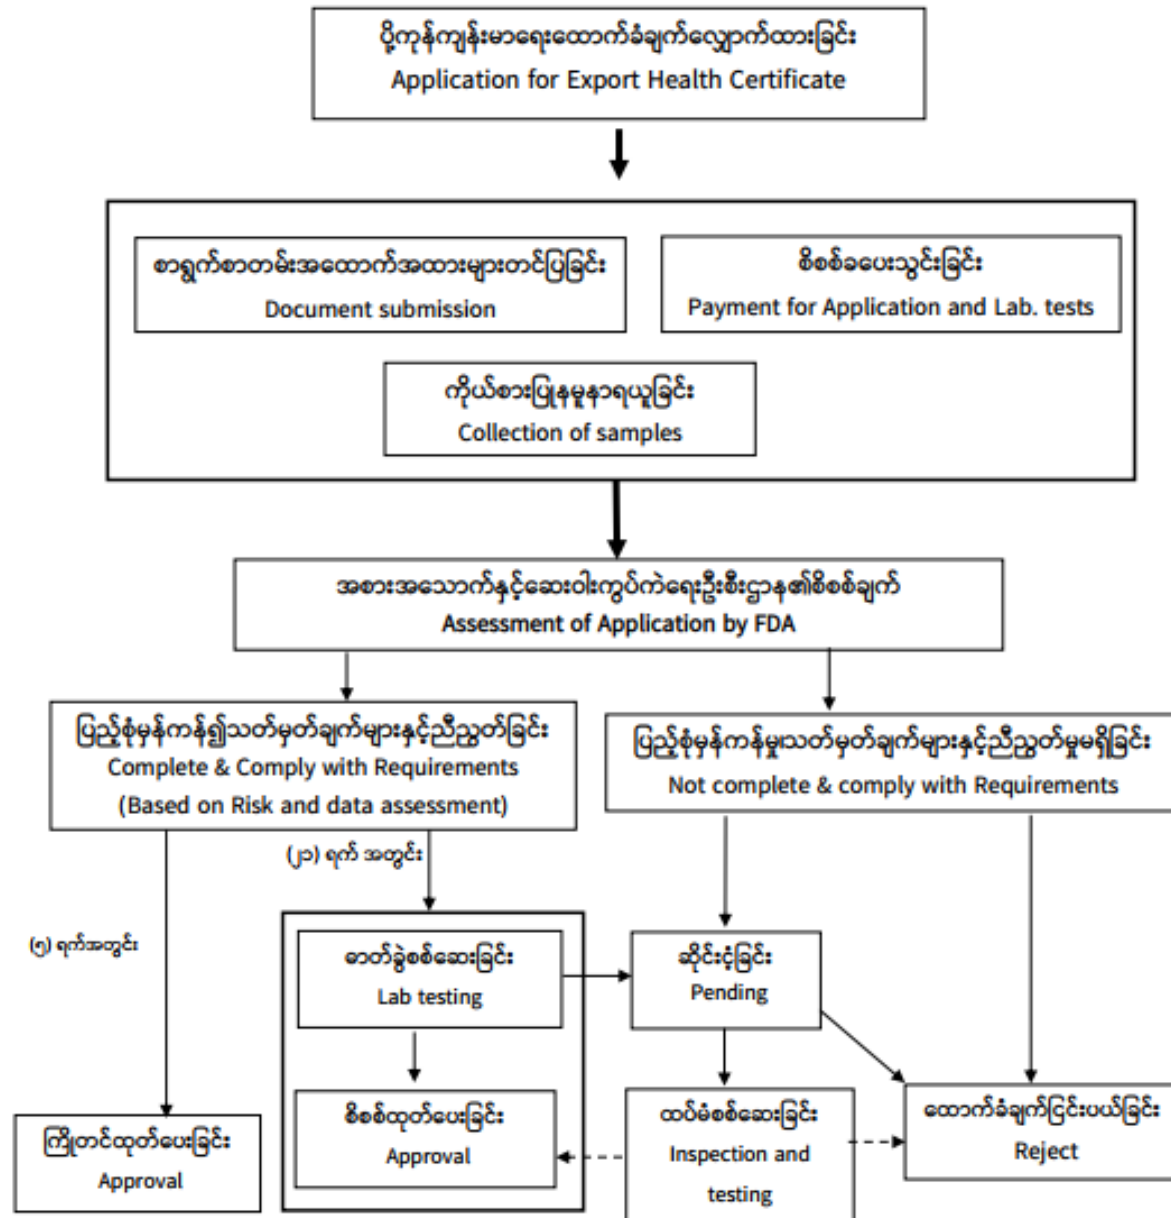 ပို့ကုန်ကျန်းမာရေးထောက်ခံချက်လျှောက်ထားခြင်း
Application for Export Health Certificate
စာရွက်စာတမ်းအထောက်အထားများတင်ပြခြင်း
Document submission
စိစစ်ခပေးသွင်းခြင်း
Payment for Application and Lab. tests
ကိုယ်စားပြုနမူနာရယူခြင်း
Collection of samples
အစားအသောက်နှင့်ဆေးဝါးကွပ်ကဲရေးဦးစီးဌာန၏စိစစ်ချက်
Assessment of Application by FDA
ပြည့်စုံမှန်ကန်၍သတ်မှတ်ချက်များနှင့်ညီညွတ်ခြင်း
Complete & Comply with Requirements
(Based on Risk and data assessment)
ပြည့်စုံမှန်ကန်မှု၊သတ်မှတ်ချက်များနှင့်ညီညွတ်မှုမရှိခြင်း
Not complete & comply with Requirements
(၂၁) ရက် အတွင်း
(၅) ရက်အတွင်း
ဓာတ်ခွဲစစ်ဆေးခြင်း
Lab testing
ဆိုင်းငံ့ခြင်း
Pending
ကြိုတင်ထုတ်ပေးခြင်း
Approval
စိစစ်ထုတ်ပေးခြင်း
Approval
ထပ်မံစစ်ဆေးခြင်း
Inspection and
testing
ထောက်ခံချက်ငြင်းပယ်ခြင်း
Reject